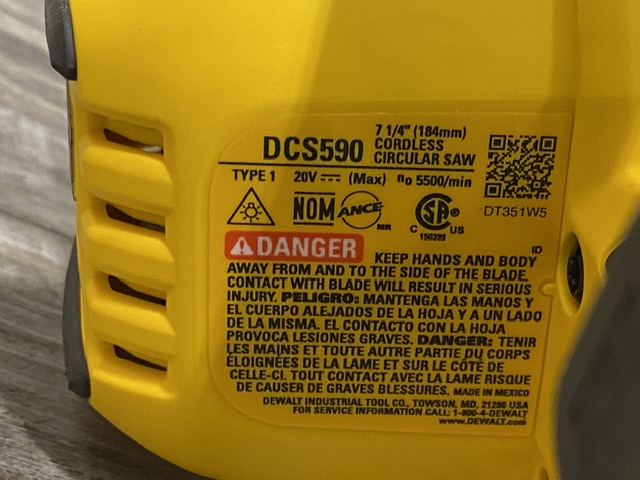 DCS590
7 1/4" (184mm)
CORDLESS
CIRCULAR SAW
TYPE 1 20V (Max) no 5500/min
DT351W5
NOM ANCE MR
C US
150399
ID
DANGER KEEP HANDS AND BODY
AWAY FROM AND TO THE SIDE OF THE BLADE.
CONTACT WITH BLADE WILL RESULT IN SERIOUS
INJURY. PELIGRO: MANTENGA LAS MANOS Y
EL CUERPO ALEJADOS DE LA HOJA Y A UN LADO
DE LA MISMA. EL CONTACTO CON LA HOJA
PROVOCA LESIONES GRAVES. DANGER: TENIR
LES MAINS ET TOUTE AUTRE PARTIE DU CORPS
ÉLOIGNÉES DE LA LAME ET SUR LE CÔTÉ DE
CELLE-CI, TOUT CONTACT AVEC LA LAME RISQUE
DE CAUSER DE GRAVES BLESSURES. MADE IN MEXICO
DEWALT INDUSTRIAL TOOL CO., TOWSON, MD, 21286 USA
FOR SERVICE INFORMATION CALL: 1-800-4-DEWALT
www.DEWALT.com